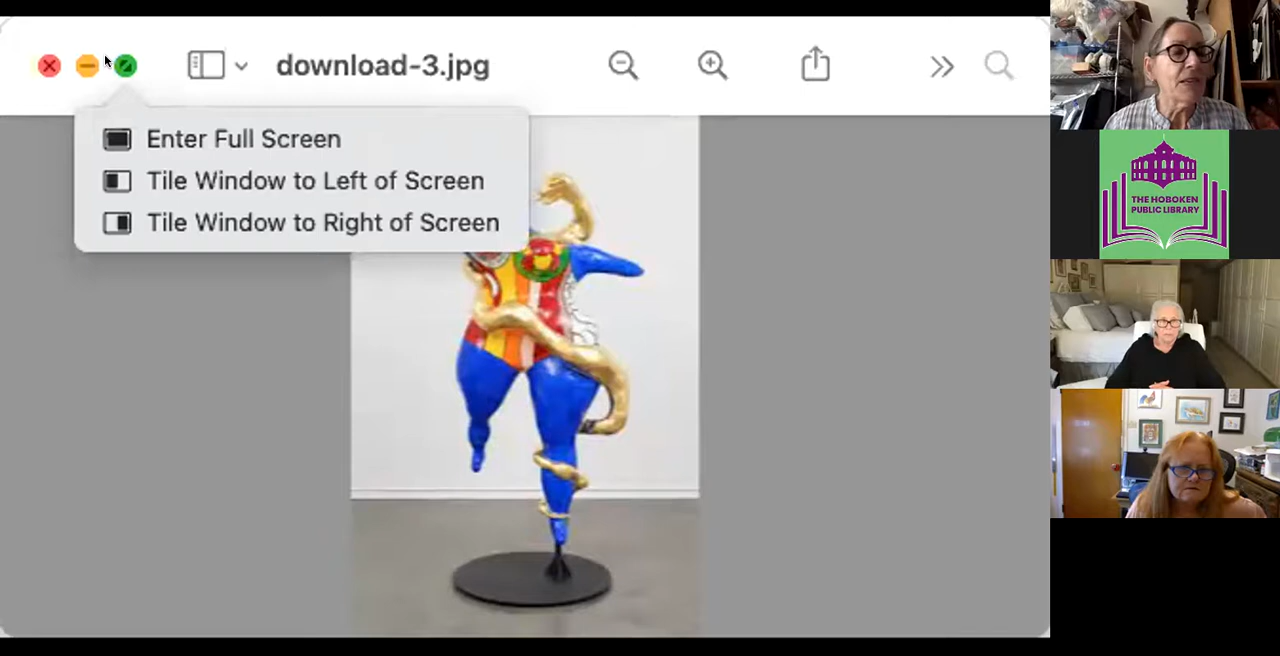 download-3.jpg
Enter Full Screen
Tile Window to Left of Screen
Tile Window to Right of Screen
THE HOBOKEN
PUBLIC LIBRARY